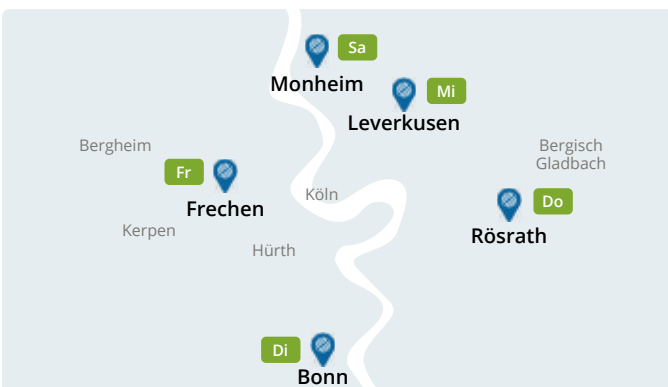 Sa
Monheim
Mi
Leverkusen
Bergheim
Bergisch
Gladbach
Fr
Frechen
Köln
Do
Rösrath
Kerpen
Hürth
Di
Bonn